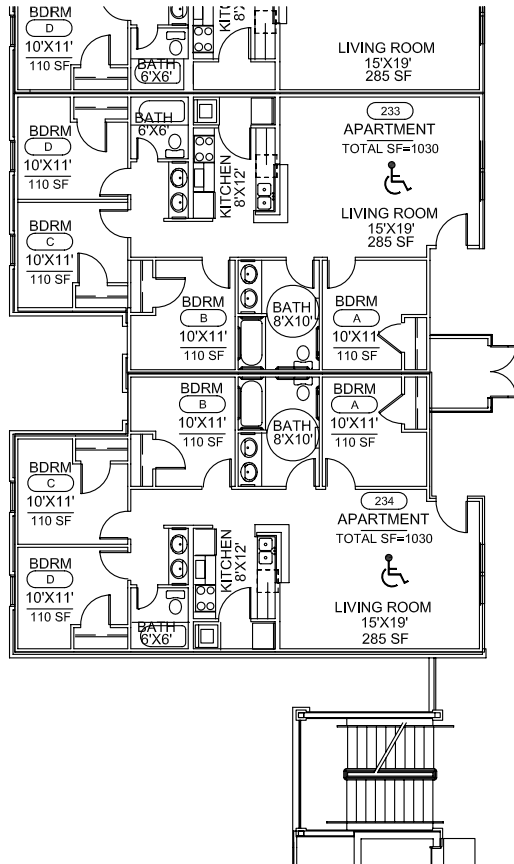 BDRM
D
10'X11'
110 SF
BATH
6'X6'
LIVING ROOM
15'X19'
285 SF
BDRM
D
10'X11'
110 SF
BATH
6'X6'
KITCHEN
8'X12'
233
APARTMENT
TOTAL SF=1030
LIVING ROOM
15'X19'
285 SF
BDRM
C
10'X11'
110 SF
BDRM
B
10'X11'
110 SF
BATH
8'X10'
BDRM
A
10'X11'
110 SF
BDRM
B
10'X11'
110 SF
BATH
8'X10'
BDRM
A
10'X11'
110 SF
BDRM
C
10'X11'
110 SF
234
APARTMENT
TOTAL SF=1030
KITCHEN
8'X12'
BDRM
D
10'X11'
110 SF
BATH
6'X6'
LIVING ROOM
15'X19'
285 SF